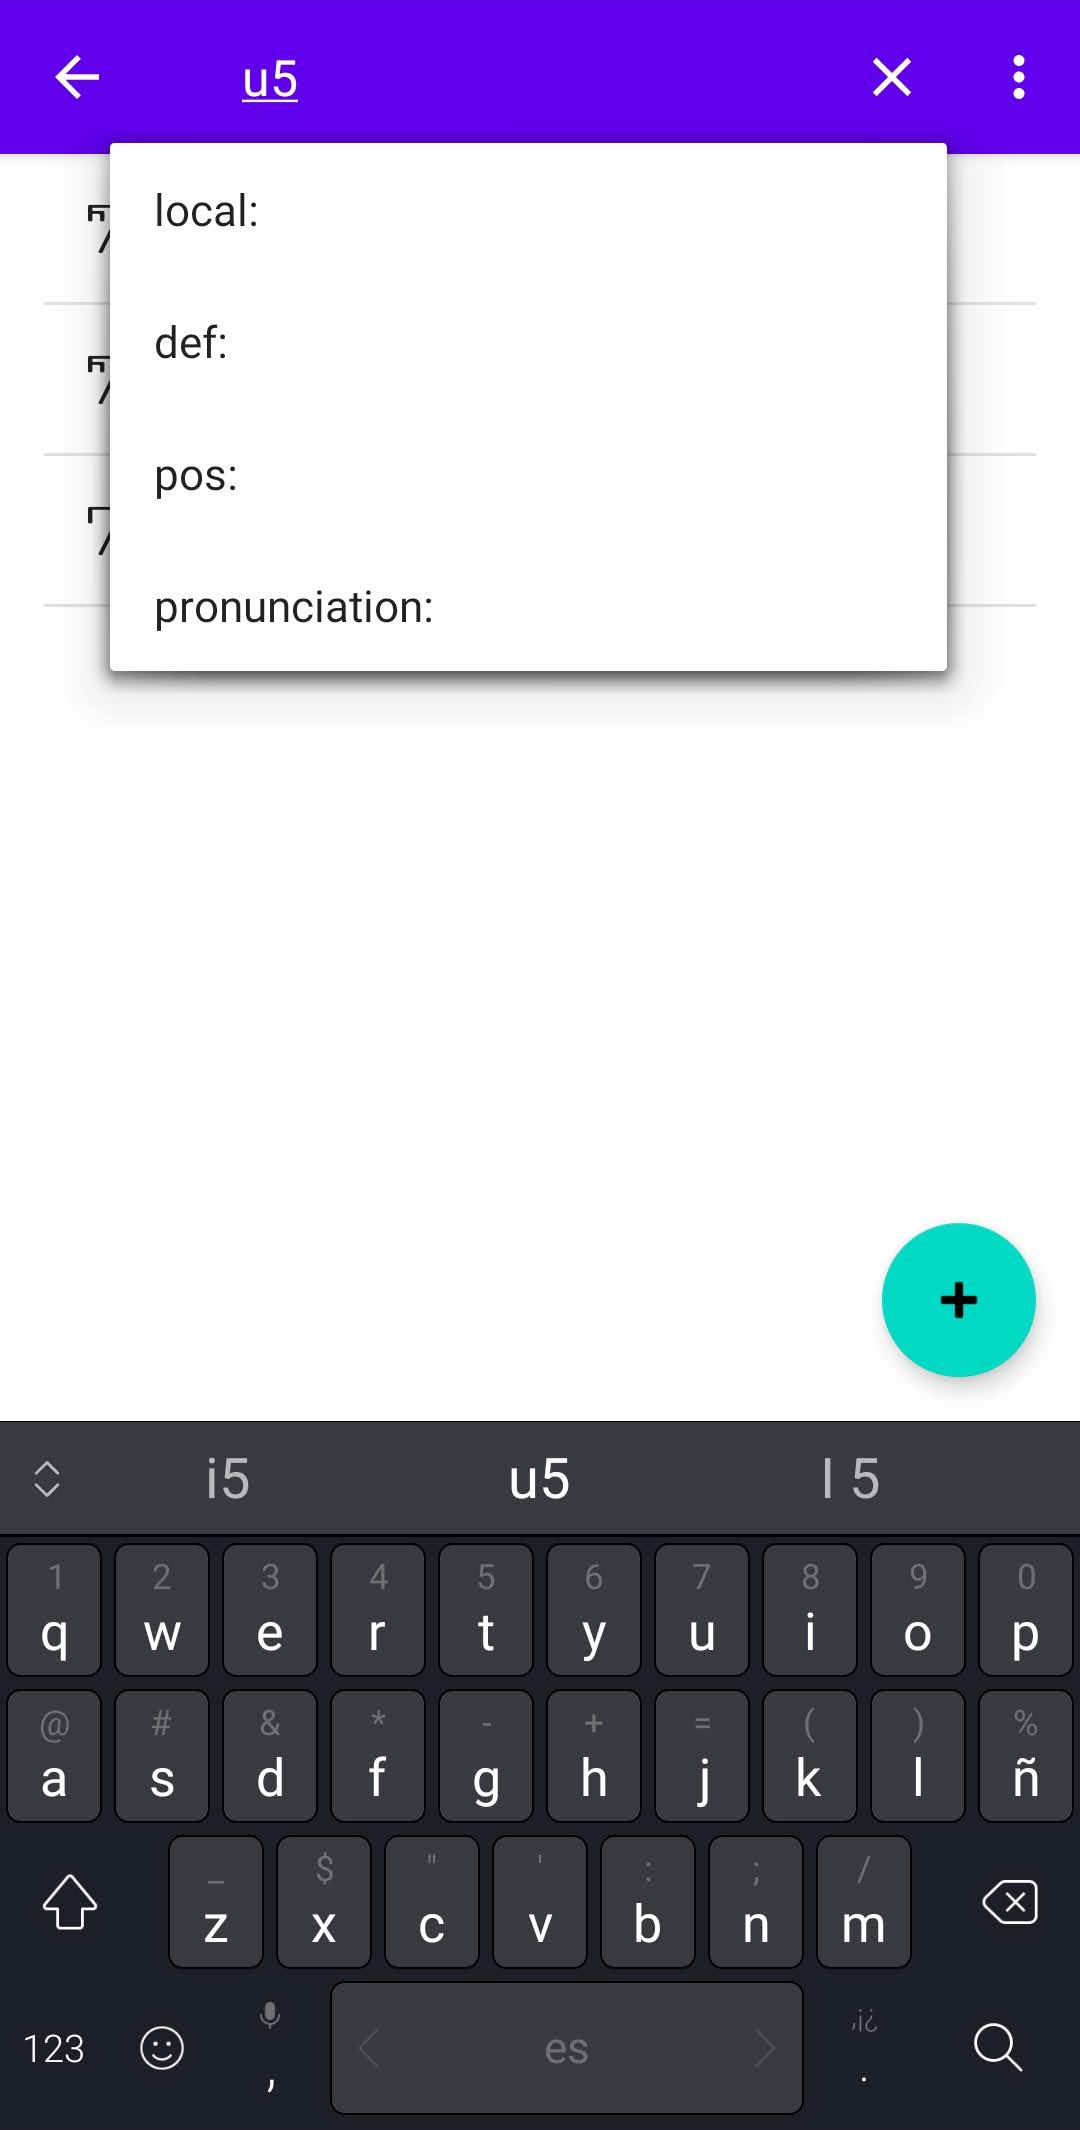 u5
local:
def:
pos:
pronunciation:
i5 u5 I 5
1 2 3 4 5 6 7 8 9 0
q w e r t y u i o p
@ # & * - + = ( ) %
a s d f g h j k l ñ
_ $ " ' : ; /
z x c v b n m
123 , es .